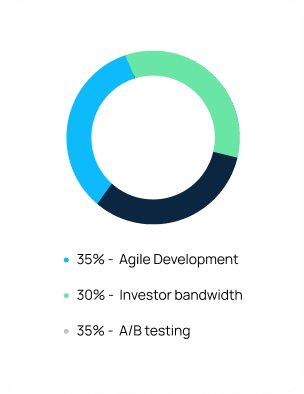 35% - Agile Development
30% - Investor bandwidth
35% - A/B testing